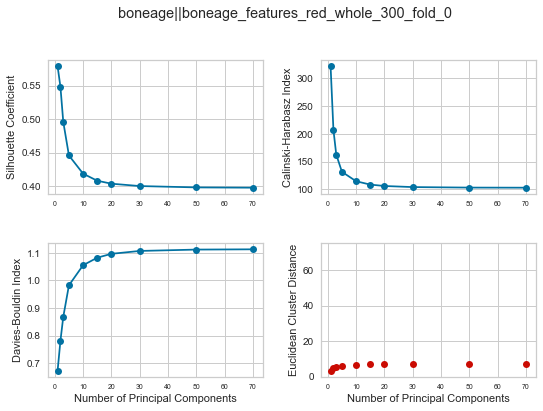 boneage||boneage_features_red_whole_300_fold_0
Silhouette Coefficient
0.55
0.50
0.45
0.40
0 10 20 30 40 50 60 70
Calinski-Harabasz Index
300
250
200
150
100
0 10 20 30 40 50 60 70
Davies-Bouldin Index
1.1
1.0
0.9
0.8
0.7
0 10 20 30 40 50 60 70
Number of Principal Components
Euclidean Cluster Distance
60
40
20
0
0 10 20 30 40 50 60 70
Number of Principal Components